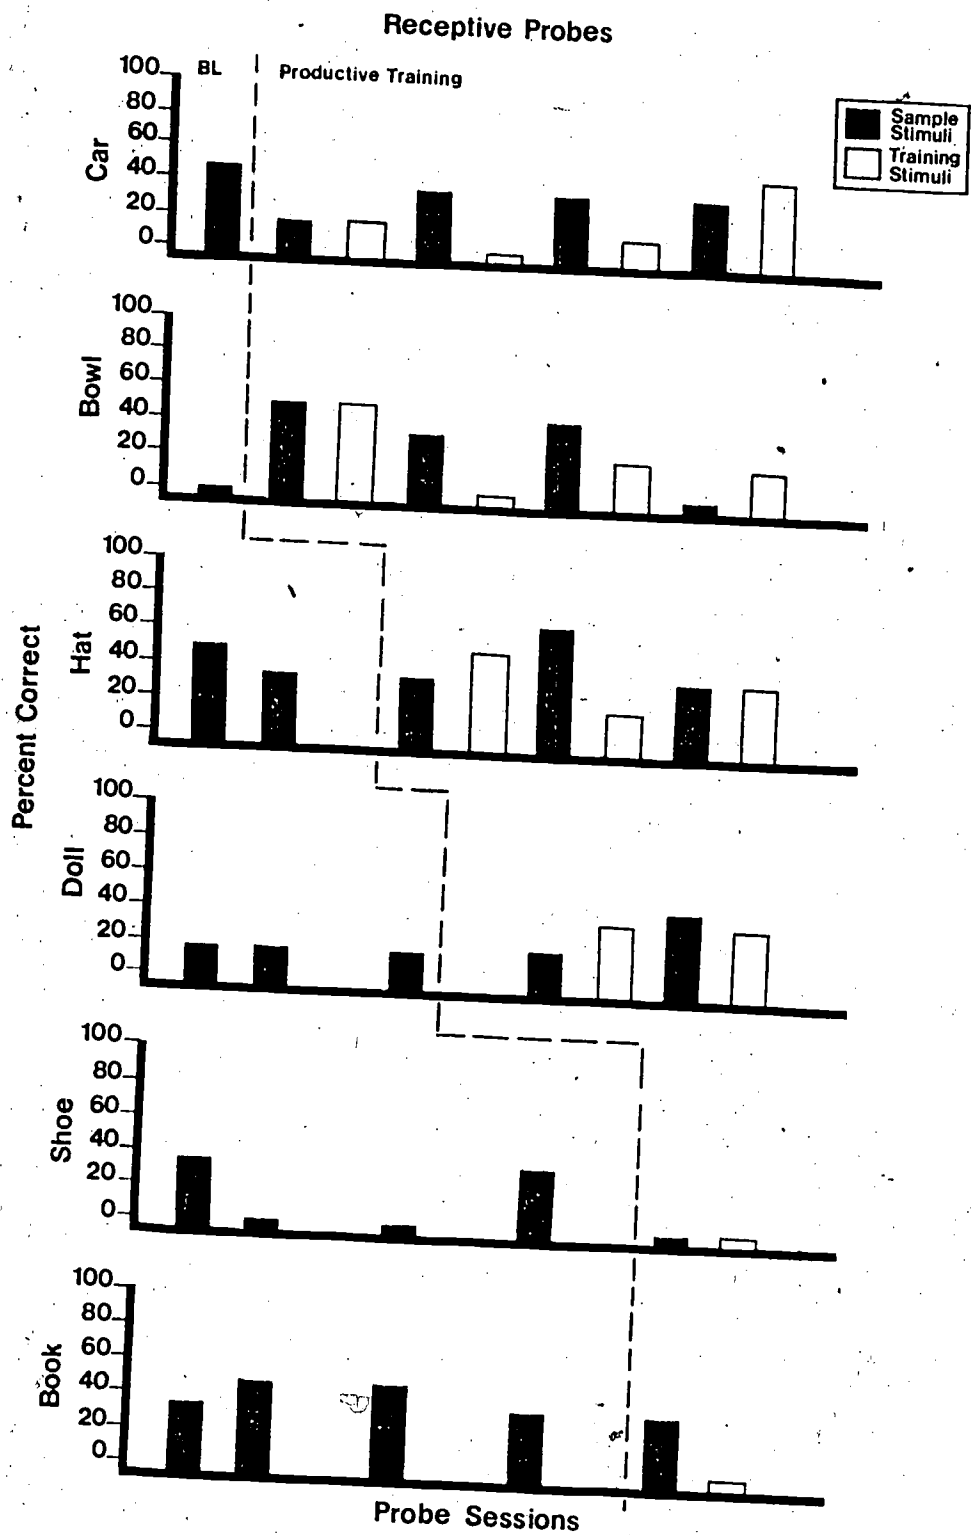 Receptive Probes
BL
Productive Training
Sample
Stimuli
Training
Stimuli
Percent Correct
Car
100
80
60
40
20
0
Bowl
100
80
60
40
20
0
Hat
100
80
60
40
20
0
Doll
100
80
60
40
20
0
Shoe
100
80
60
40
20
0
Book
100
80
60
40
20
0
Probe Sessions